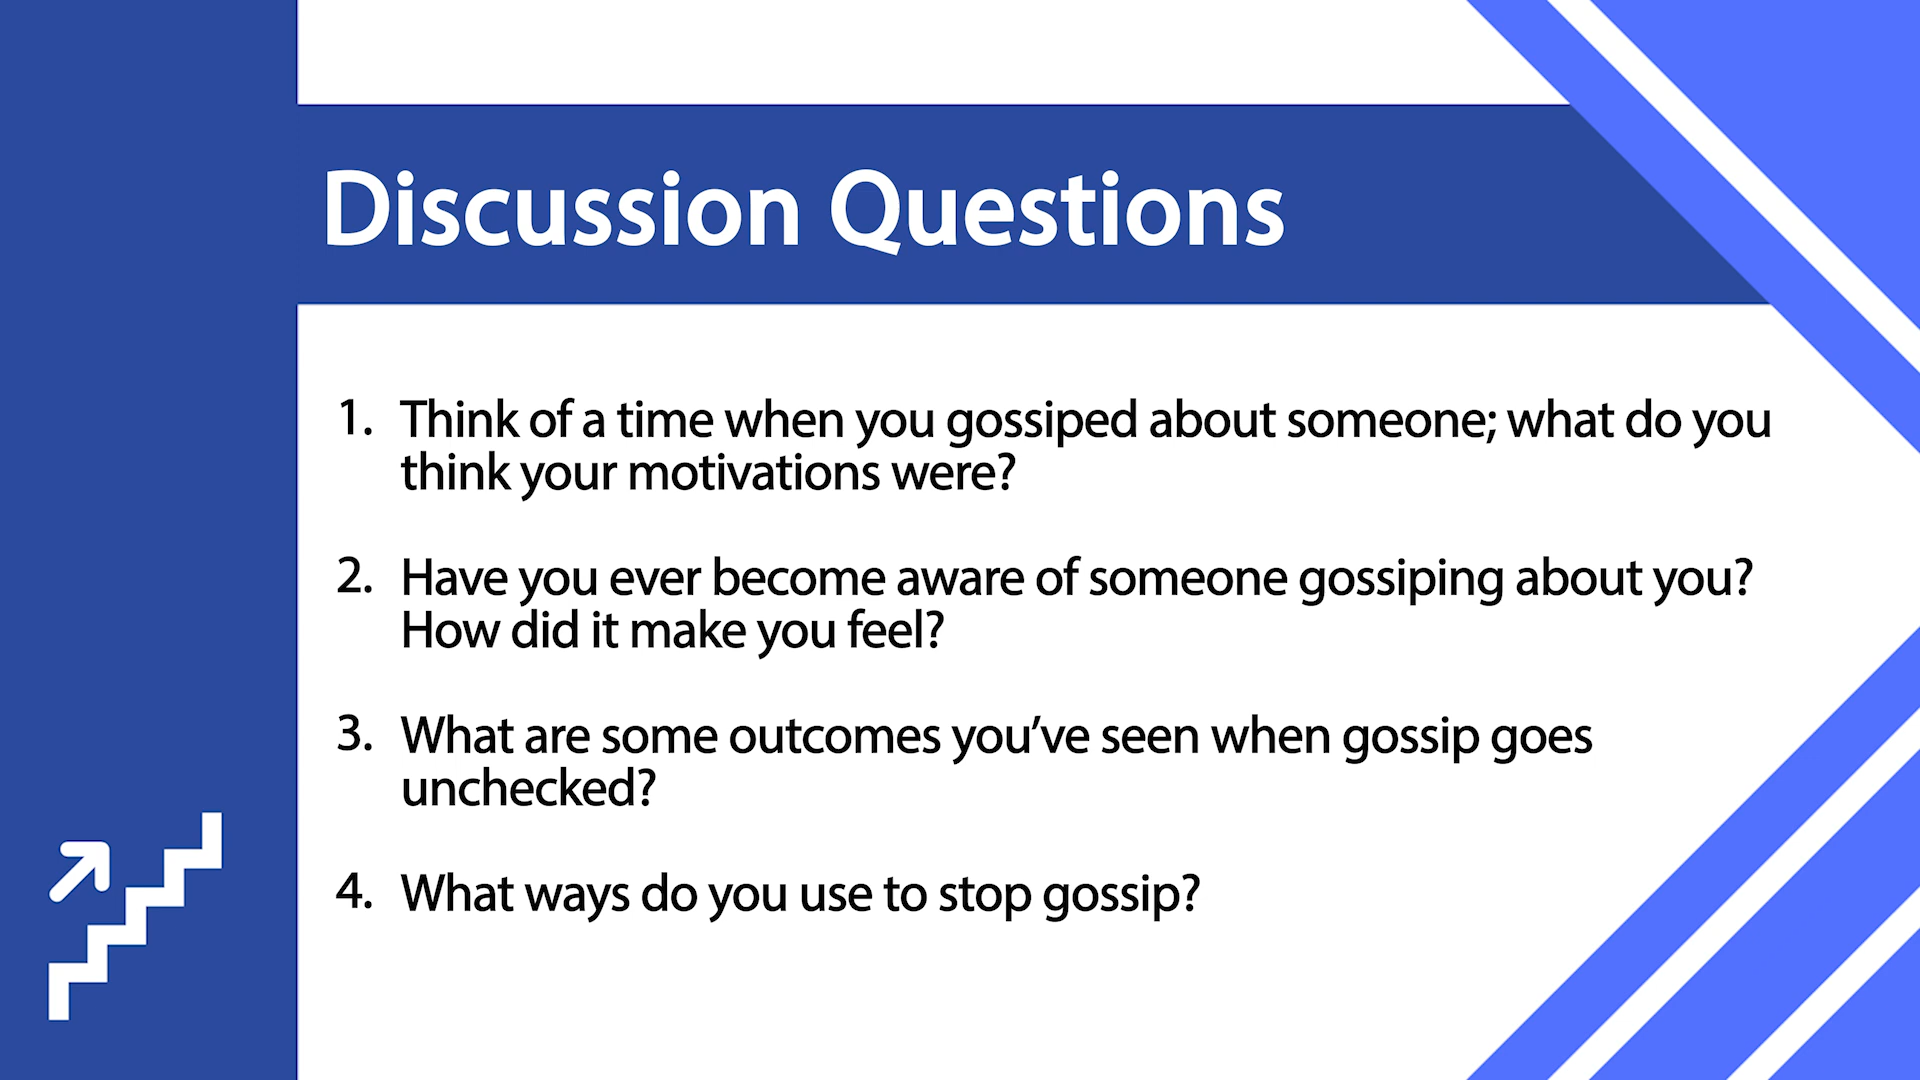 Discussion Questions
1. Think of a time when you gossiped about someone; what do you
think your motivations were?
2. Have you ever become aware of someone gossiping about you?
How did it make you feel?
3. What are some outcomes you’ve seen when gossip goes
unchecked?
4. What ways do you use to stop gossip?